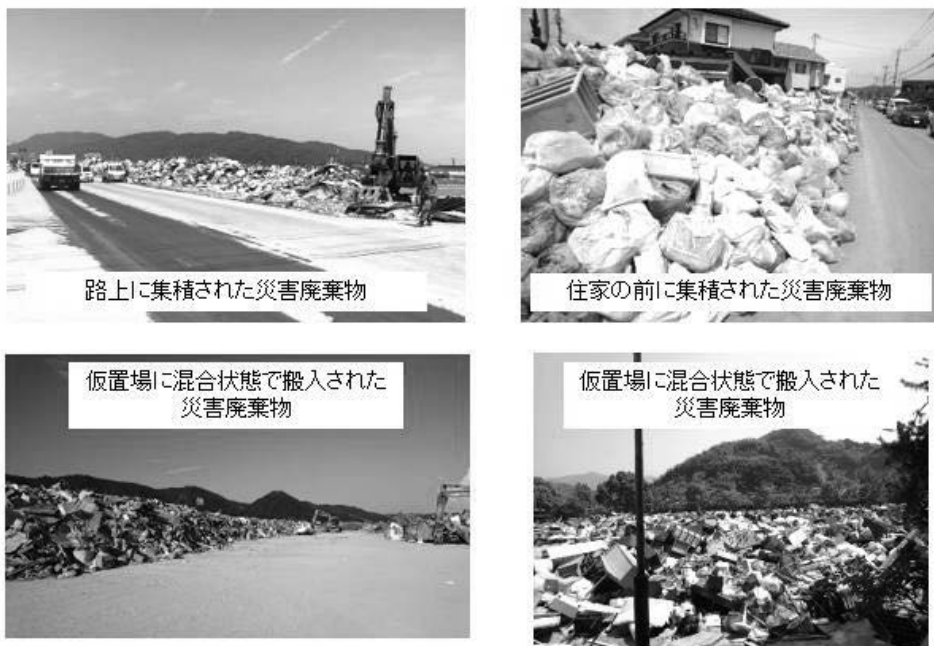 路上に集積された災害廃棄物
住家の前に集積された災害廃棄物
仮置場に混合状態で搬入された
災害廃棄物
仮置場に混合状態で搬入された
災害廃棄物